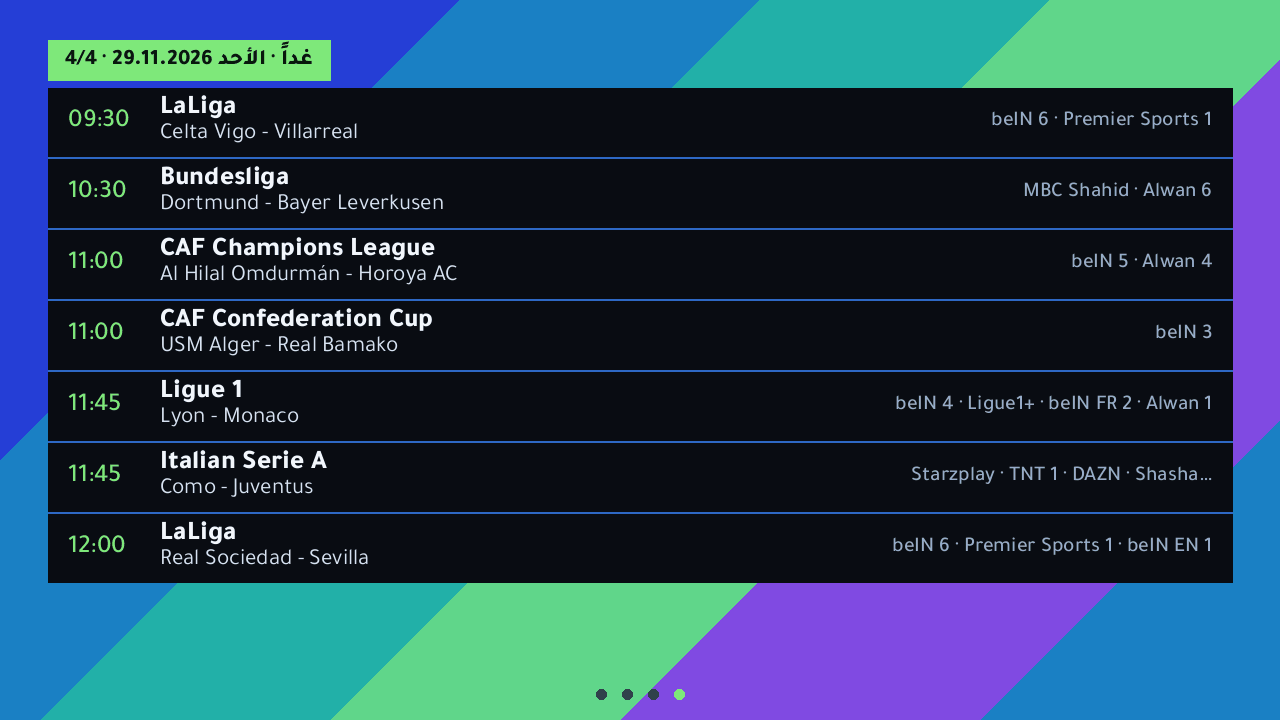 غداً · الأحد 29.11.2026 · 4/4
09:30
LaLiga
Celta Vigo - Villarreal
beIN 6 · Premier Sports 1
10:30
Bundesliga
Dortmund - Bayer Leverkusen
MBC Shahid · Alwan 6
11:00
CAF Champions League
Al Hilal Omdurmán - Horoya AC
beIN 5 · Alwan 4
11:00
CAF Confederation Cup
USM Alger - Real Bamako
beIN 3
11:45
Ligue 1
Lyon - Monaco
beIN 4 · Ligue1+ · beIN FR 2 · Alwan 1
11:45
Italian Serie A
Como - Juventus
Starzplay · TNT 1 · DAZN · Shasha...
12:00
LaLiga
Real Sociedad - Sevilla
beIN 6 · Premier Sports 1 · beIN EN 1